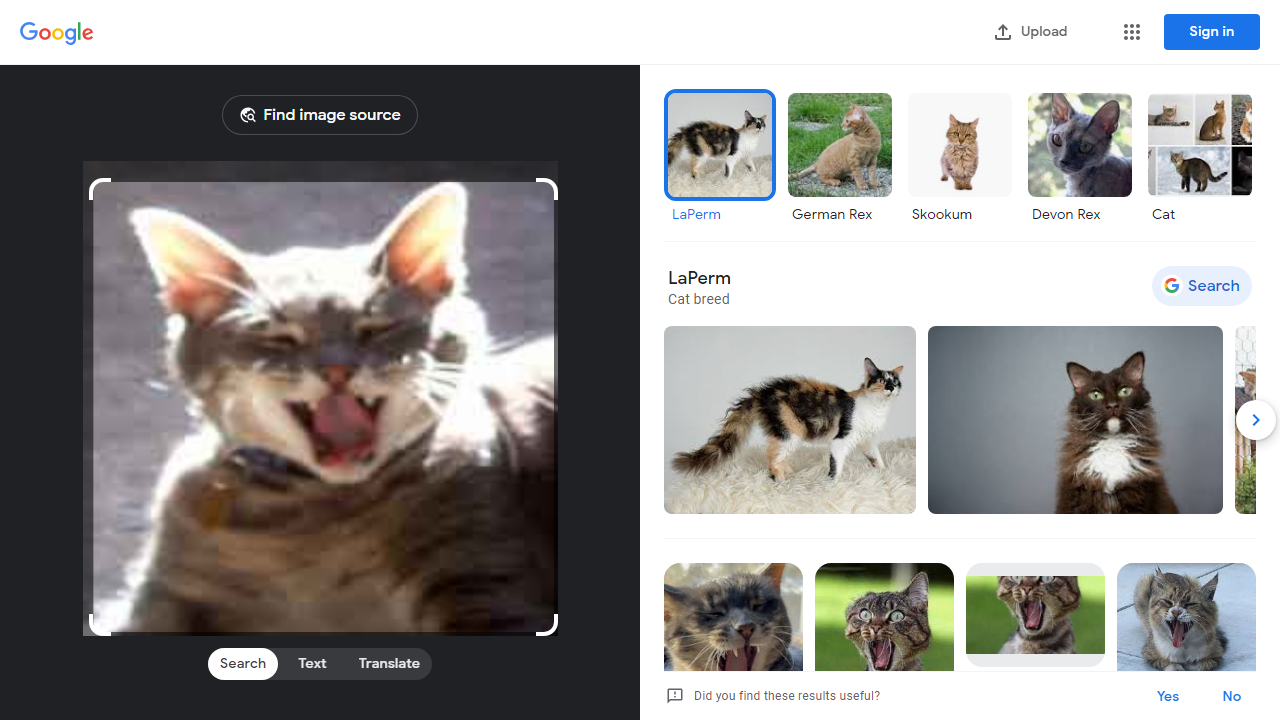 Google
Upload
Sign in
Find image source
Search
Text
Translate
LaPerm
German Rex
Skookum
Devon Rex
Cat
LaPerm
Cat breed
Search
Did you find these results useful?
Yes
No